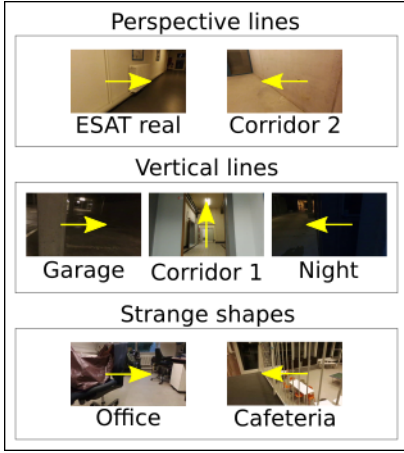 Perspective lines
ESAT real
Corridor 2
Vertical lines
Garage
Corridor 1
Night
Strange shapes
Office
Cafeteria